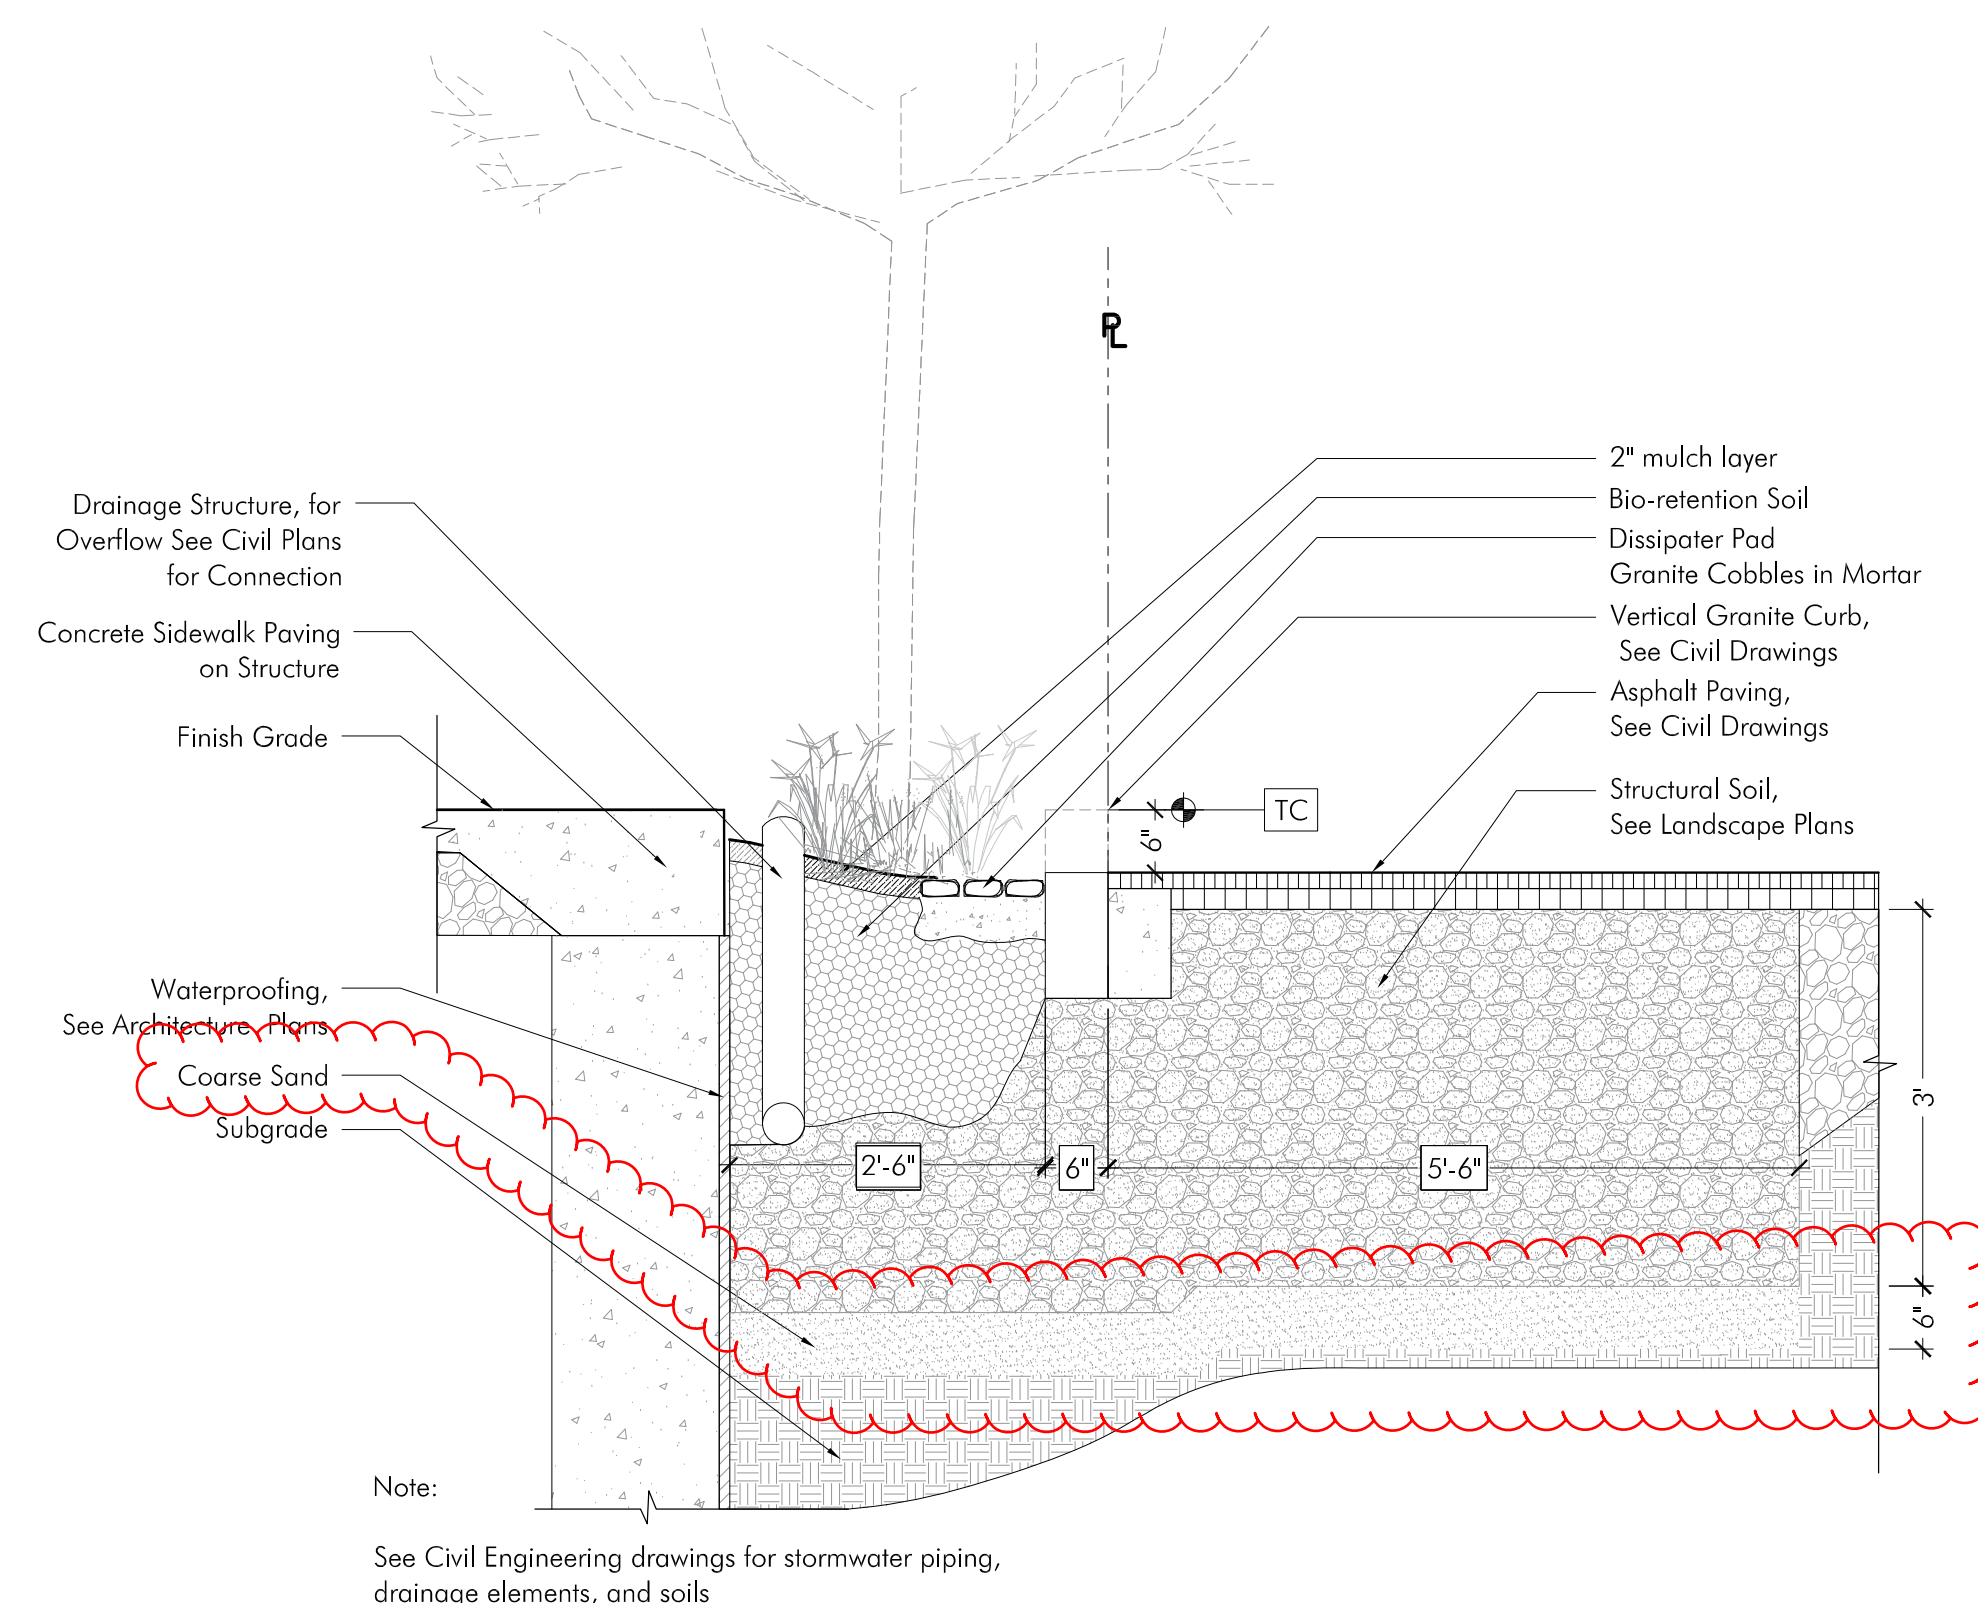 PL
2" mulch layer
Bio-retention Soil
Dissipater Pad
Granite Cobbles in Mortar
Vertical Granite Curb,
See Civil Drawings
Asphalt Paving,
See Civil Drawings
Structural Soil,
See Landscape Plans
Drainage Structure, for
Overflow See Civil Plans
for Connection
Concrete Sidewalk Paving
on Structure
Finish Grade
TC
6"
Waterproofing,
See Architecture Plans
Coarse Sand
Subgrade
2'-6"
6"
5'-6"
3'
6"
Note:
See Civil Engineering drawings for stormwater piping,
drainage elements, and soils